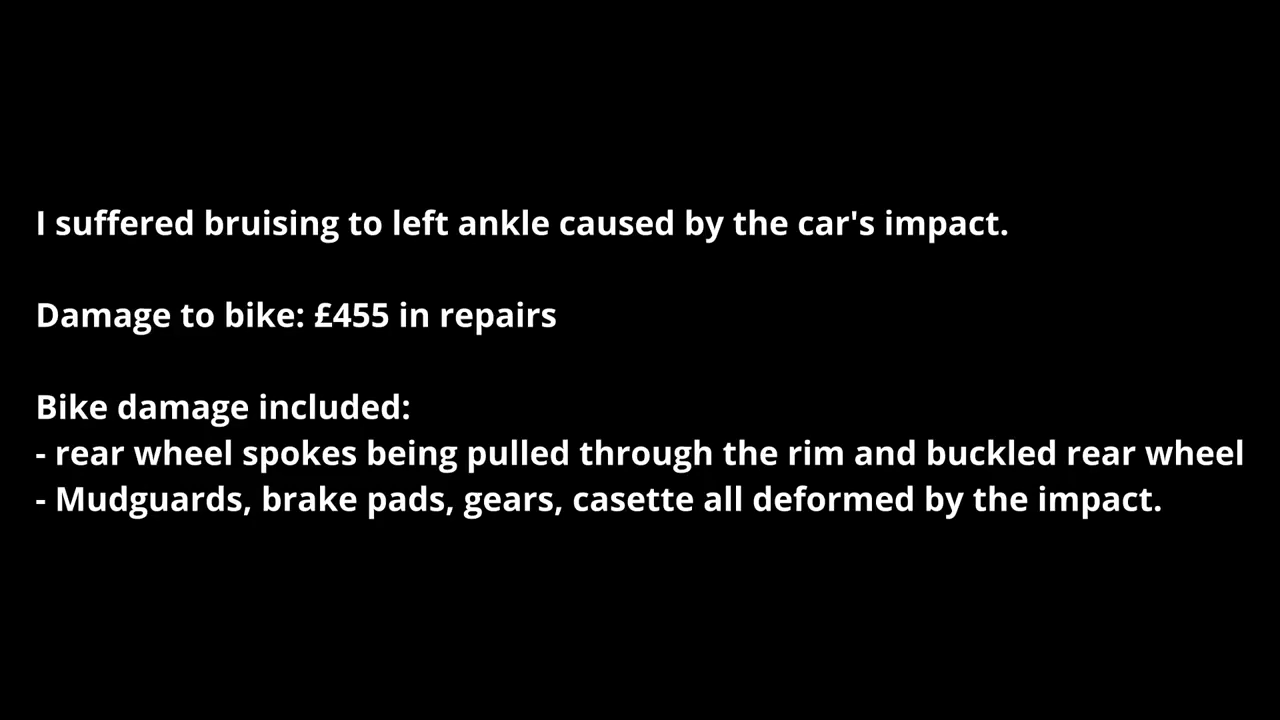 I suffered bruising to left ankle caused by the car's impact.
Damage to bike: £455 in repairs
Bike damage included:
- rear wheel spokes being pulled through the rim and buckled rear wheel
- Mudguards, brake pads, gears, casette all deformed by the impact.